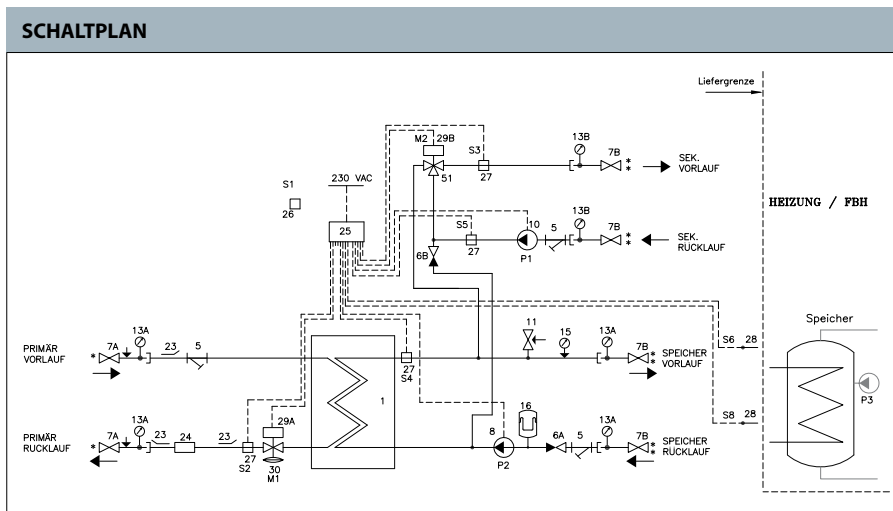 SCHALTPLAN
Liefergrenze
M2 29B
S3
13B
7B
*
*
SEK.
VORLAUF
51
27
230 VAC
S1
26
HEIZUNG / FBH
25
S5
10
5
13B
7B
*
*
SEK.
RÜCKLAUF
27
P1
6B
11
15
13A
7B
S6
28
Speicher
PRIMÄR
VORLAUF
*
7A
13A
23
5
27
S4
*
*
SPEICHER
VORLAUF
1
P3
16
S8
28
29A
PRIMÄR
RUCKLAUF
*
7A
13A
23
24
23
27
S2
30
M1
8
P2
6A
5
13A
7B
*
*
SPEICHER
RÜCKLAUF